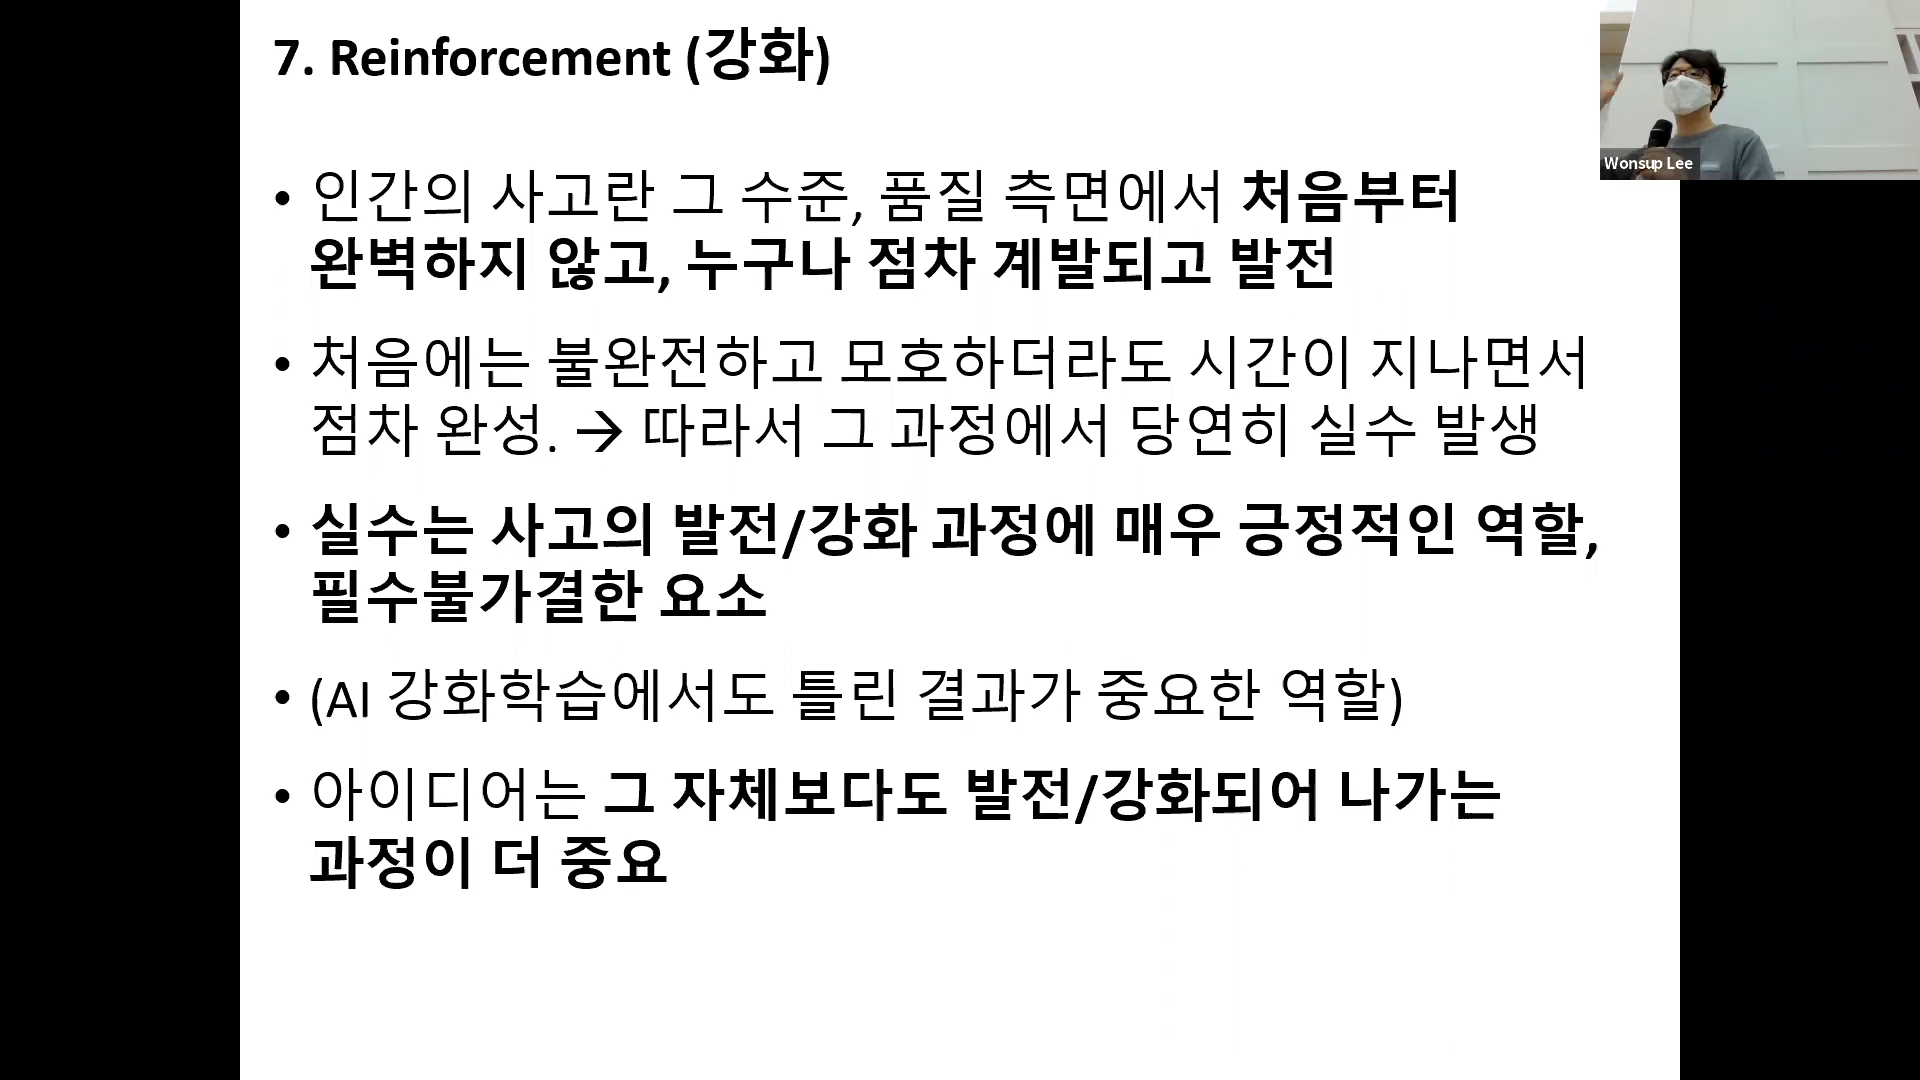 7. Reinforcement (강화)
• 인간의 사고란 그 수준, 품질 측면에서 처음부터
완벽하지 않고, 누구나 점차 계발되고 발전
• 처음에는 불완전하고 모호하더라도 시간이 지나면서
점차 완성. → 따라서 그 과정에서 당연히 실수 발생
• 실수는 사고의 발전/강화 과정에 매우 긍정적인 역할,
필수불가결한 요소
• (AI 강화학습에서도 틀린 결과가 중요한 역할)
• 아이디어는 그 자체보다도 발전/강화되어 나가는
과정이 더 중요
Wonsup Lee